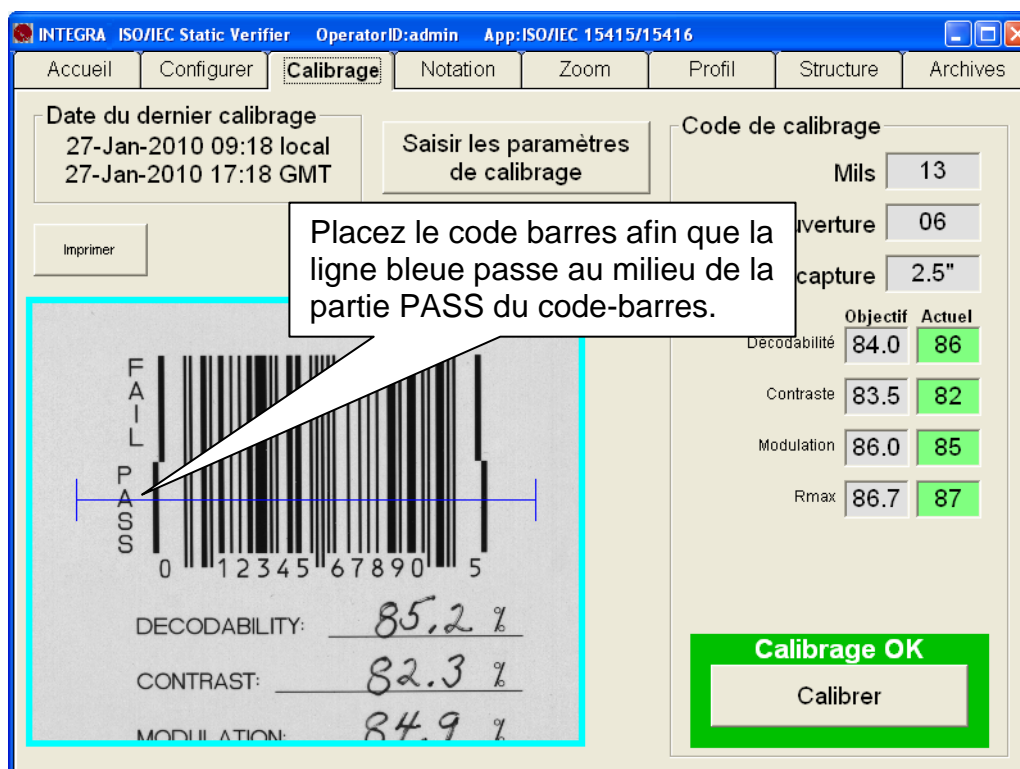 INTEGRA ISO/IEC Static Verifier OperatorID:admin App:ISO/IEC 15415/15416
Accueil Configurer Calibrage Notation Zoom Profil Structure Archives
Date du dernier calibrage
27-Jan-2010 09:18 local
27-Jan-2010 17:18 GMT
Saisir les paramètres
de calibrage
Imprimer
Placez le code barres afin que la
ligne bleue passe au milieu de la
partie PASS du code-barres.
FAIL
PASS
0 12345 67890 5
DECODABILITY: 85.2 %
CONTRAST: 82.3 %
MODULATION: 84.9 %
Code de calibrage
Mils 13
06
capture 2.5"
Objectif Actuel
Décodabilité 84.0 86
Contraste 83.5 82
Modulation 86.0 85
Rmax 86.7 87
Calibrage OK
Calibrer